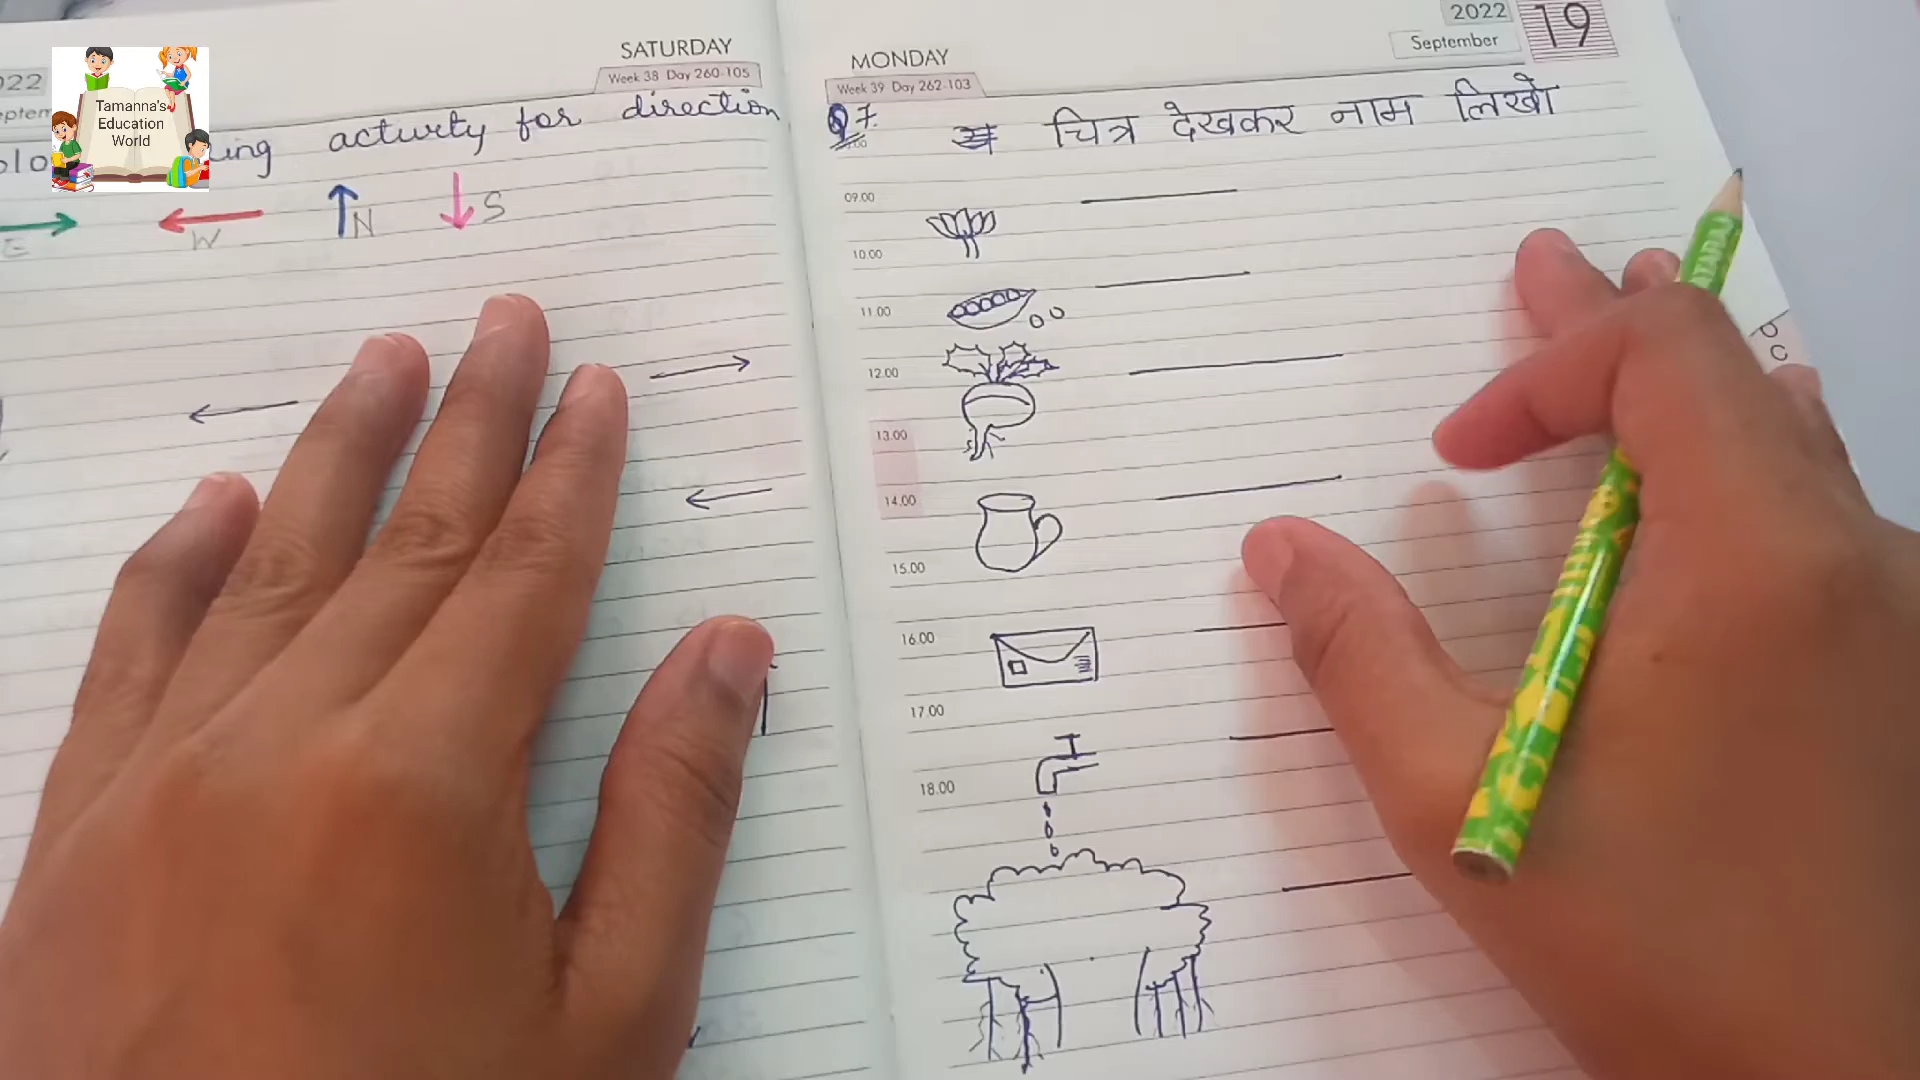 022
SATURDAY
Week 38 Day 260-105
Tamanna's
Education
World
activity for direction
E
W
N
S
2022
September
19
MONDAY
Week 39 Day 262-103
Q7. चित्र देखकर नाम लिखो
09.00
10.00
11.00
12.00
13.00
14.00
15.00
16.00
17.00
18.00